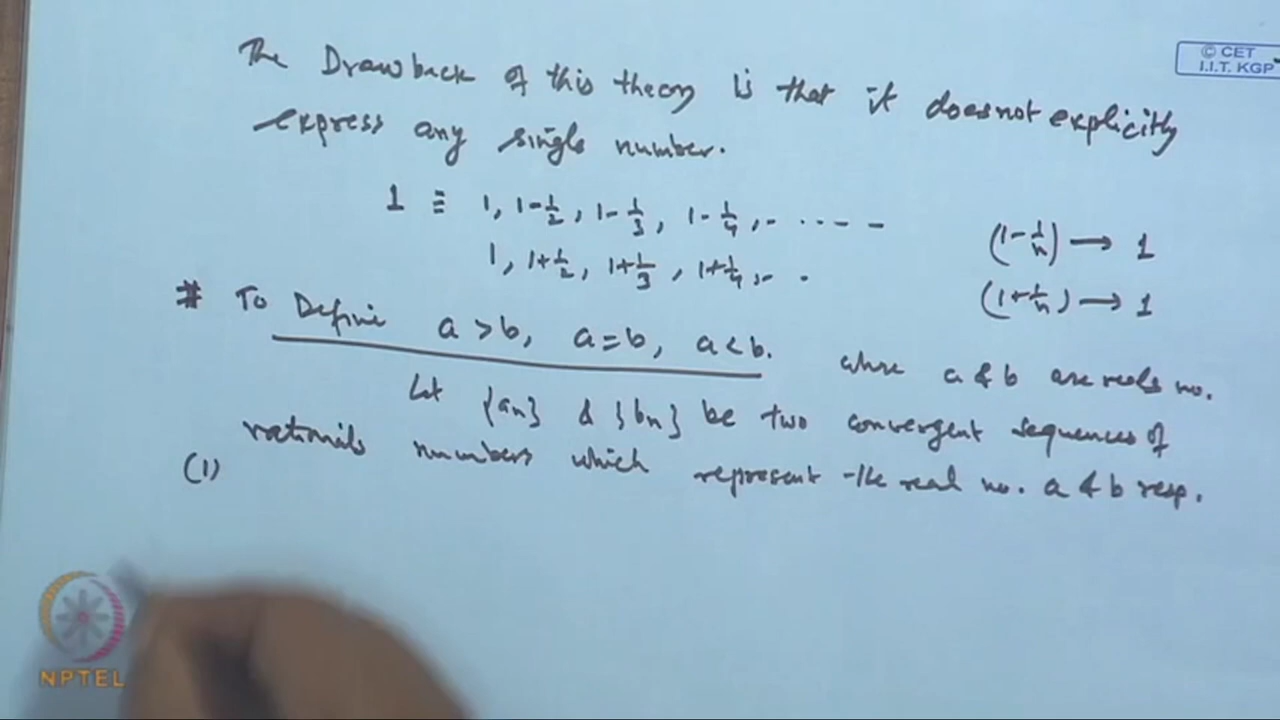 © CET
I.I.T. KGP
The Drawback of this theory is that it does not explicitly
express any single number.
1 ≡ 1, 1-1/2, 1-1/3, 1-1/4, ......
(1-1/n) → 1
1, 1+1/2, 1+1/3, 1+1/4, ...
(1+1/n) → 1
# To Define a>b, a=b, a<b. where a & b are reals no.
Let {an} & {bn} be two convergent sequences of
rationals numbers which represent the real no. a & b resp.
(1)
NPTEL